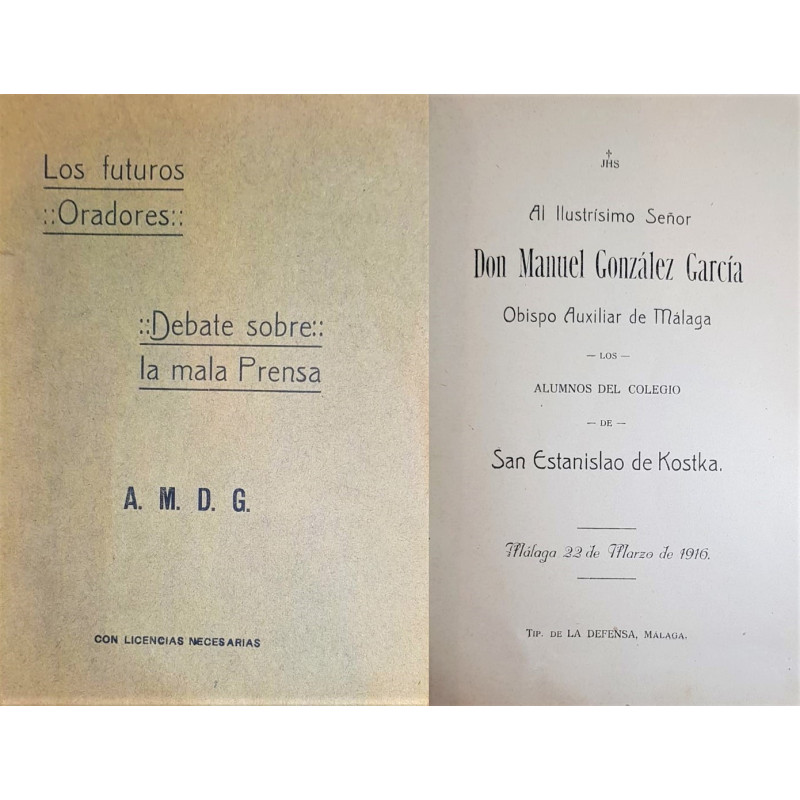 Los futuros
::Oradores::
::Debate sobre::
la mala Prensa
A. M. D. G.
CON LICENCIAS NECESARIAS
JHS
Al Ilustrísimo Señor
Don Manuel González García
Obispo Auxiliar de Málaga
— LOS —
ALUMNOS DEL COLEGIO
— DE —
San Estanislao de Kostka.
Málaga 22 de Marzo de 1916.
TIP. DE LA DEFENSA, MÁLAGA.